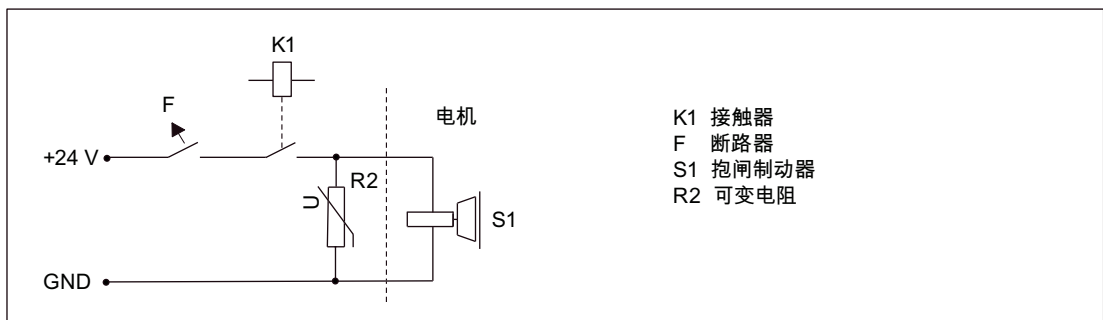 K1
F
电机
+24 V
R2
U
S1
GND
K1 接触器
F 断路器
S1 抱闸制动器
R2 可变电阻